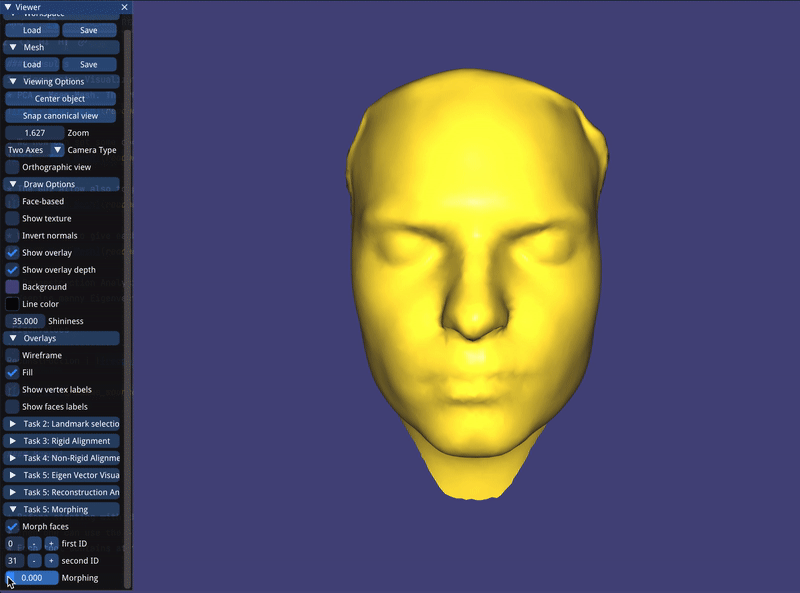 Viewer
Workspace
Load Save
Mesh
Load Save
Viewing Options
Center object
Snap canonical view
1.627 Zoom
Two Axes Camera Type
Orthographic view
Draw Options
Face-based
Show texture
Invert normals
Show overlay
Show overlay depth
Background
Line color
35.000 Shininess
Overlays
Wireframe
Fill
Show vertex labels
Show faces labels
Task 2: Landmark selectio
Task 3: Rigid Alignment
Task 4: Non-Rigid Alignme
Task 5: Eigen Vector Visua
Task 5: Reconstruction An
Task 5: Morphing
Morph faces
0 - + first ID
31 - + second ID
0.000 Morphing